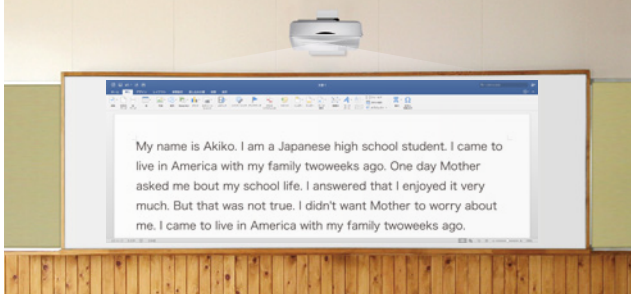 My name is Akiko. I am a Japanese high school student. I came to
live in America with my family twoweeks ago. One day Mother
asked me bout my school life. I answered that I enjoyed it very
much. But that was not true. I didn't want Mother to worry about
me. I came to live in America with my family twoweeks ago.